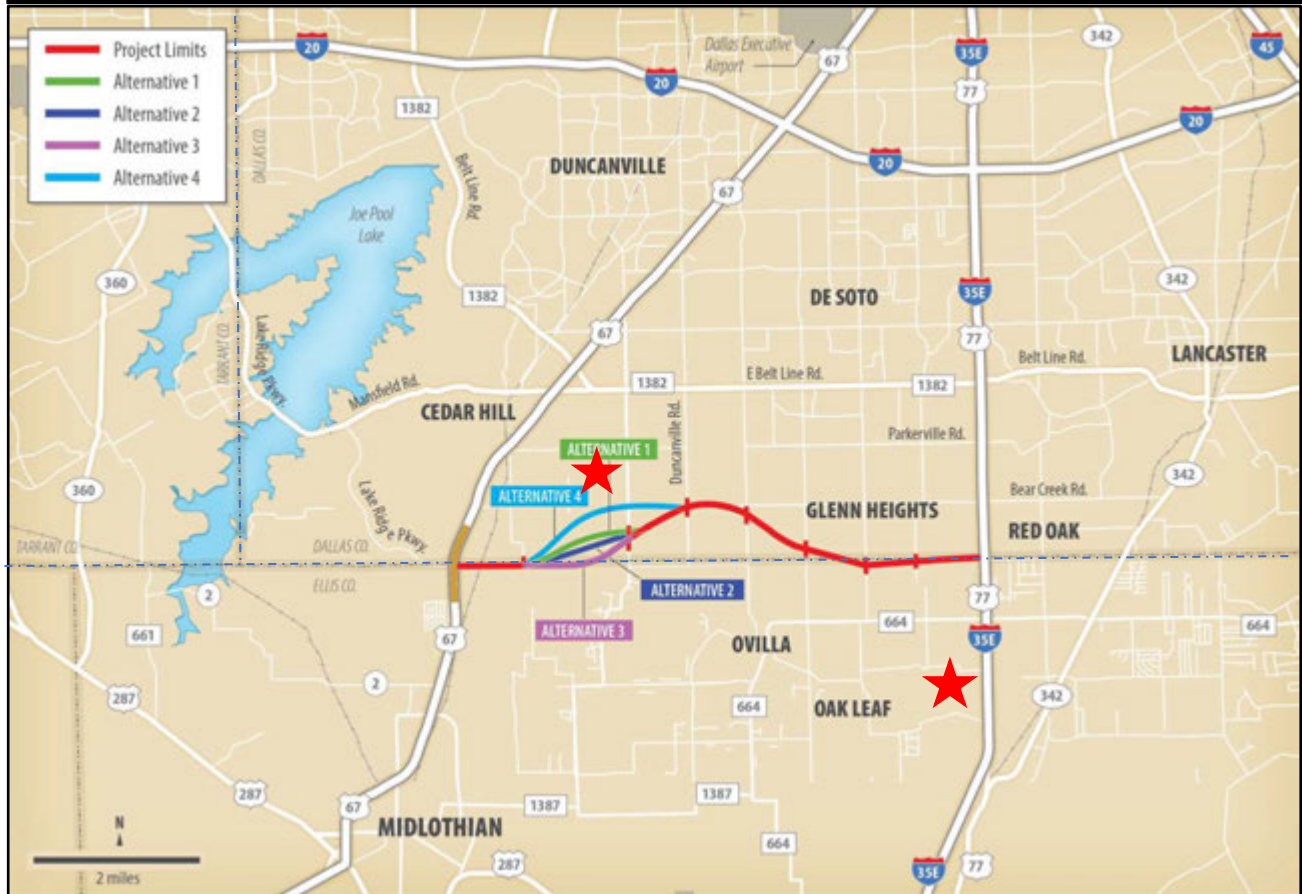 Project Limits
Alternative 1
Alternative 2
Alternative 3
Alternative 4
20
DALLAS CO.
1382
Belt Line Rd
Dallas Executive
Airport
67
35E
77
342
45
20
20
20
DUNCANVILLE
67
Joe Pool
Lake
360
TARRANT CO.
Lake Ridge Pkwy.
1382
67
DE SOTO
35E
77
342
LANCASTER
Belt Line Rd.
E Belt Line Rd.
1382
1382
Mansfield Rd.
CEDAR HILL
Duncanville Rd.
Parkerville Rd.
ALTERNATIVE 1
ALTERNATIVE 4
360
Lake Ridge Pkwy.
Bear Creek Rd.
342
GLENN HEIGHTS
RED OAK
TARRANT CO.
DALLAS CO.
ELLIS CO.
2
ALTERNATIVE 2
ALTERNATIVE 3
77
661
67
664
35E
664
OVILLA
2
287
664
OAK LEAF
342
287
67
1387
1387
MIDLOTHIAN
664
287
35E
77
N
2 miles